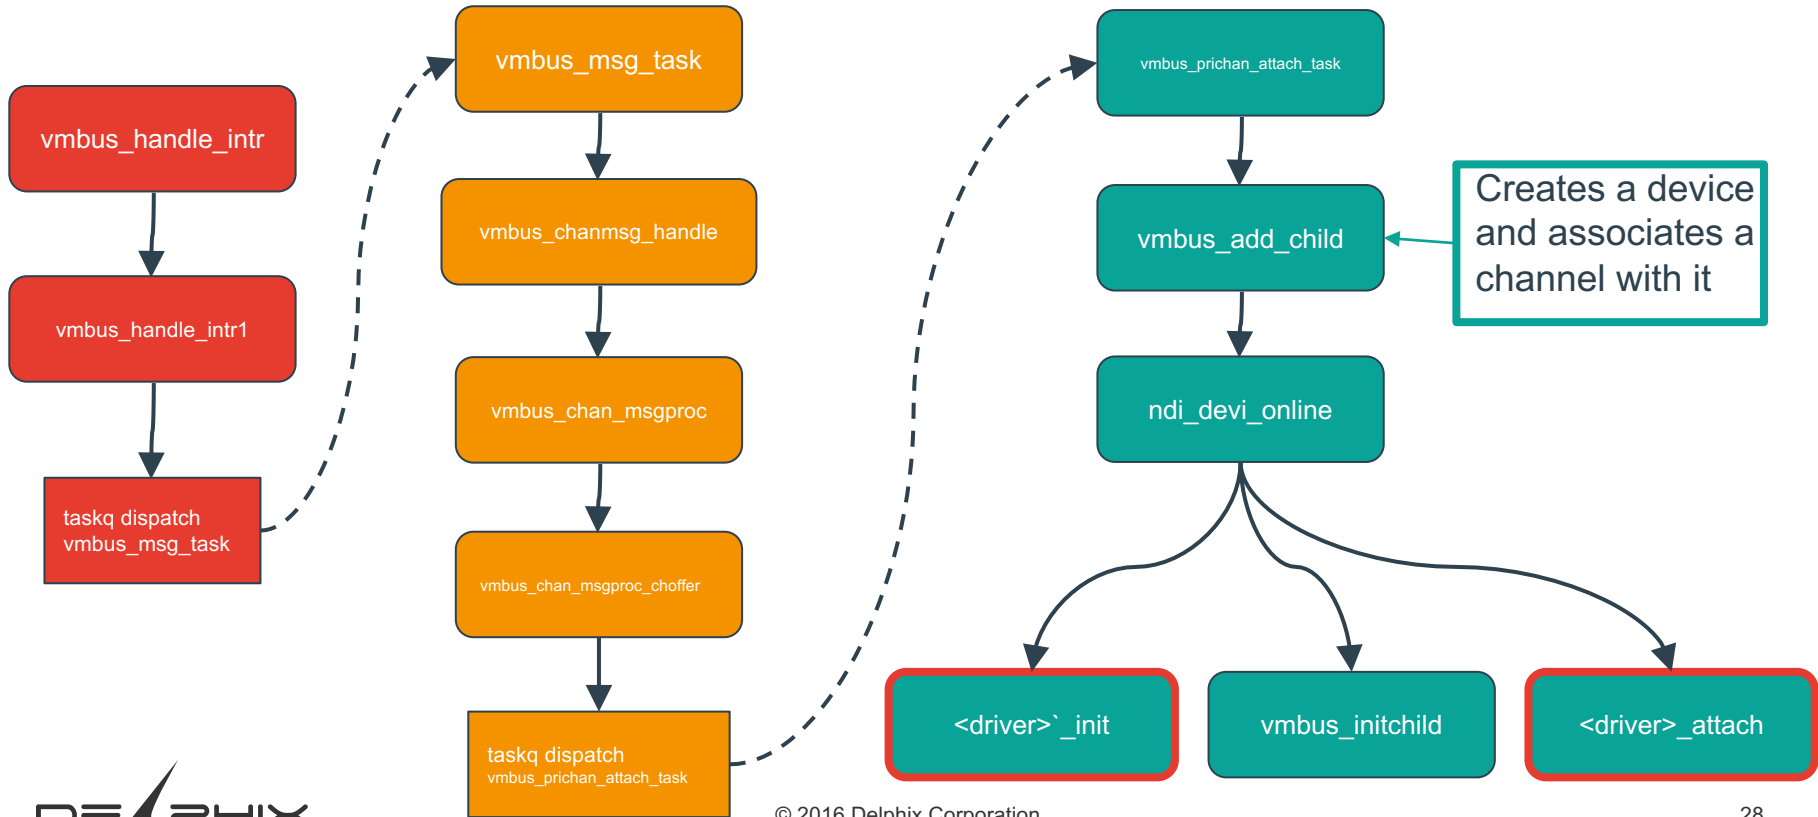 vmbus_handle_intr
vmbus_handle_intr1
taskq dispatch
vmbus_msg_task
vmbus_msg_task
vmbus_chanmsg_handle
vmbus_chan_msgproc
vmbus_chan_msgproc_choffer
taskq dispatch
vmbus_prichan_attach_task
vmbus_prichan_attach_task
vmbus_add_child
Creates a device
and associates a
channel with it
ndi_devi_online
<driver>`_init
vmbus_initchild
<driver>_attach
DELPHIX
© 2016 Delphix Corporation
28